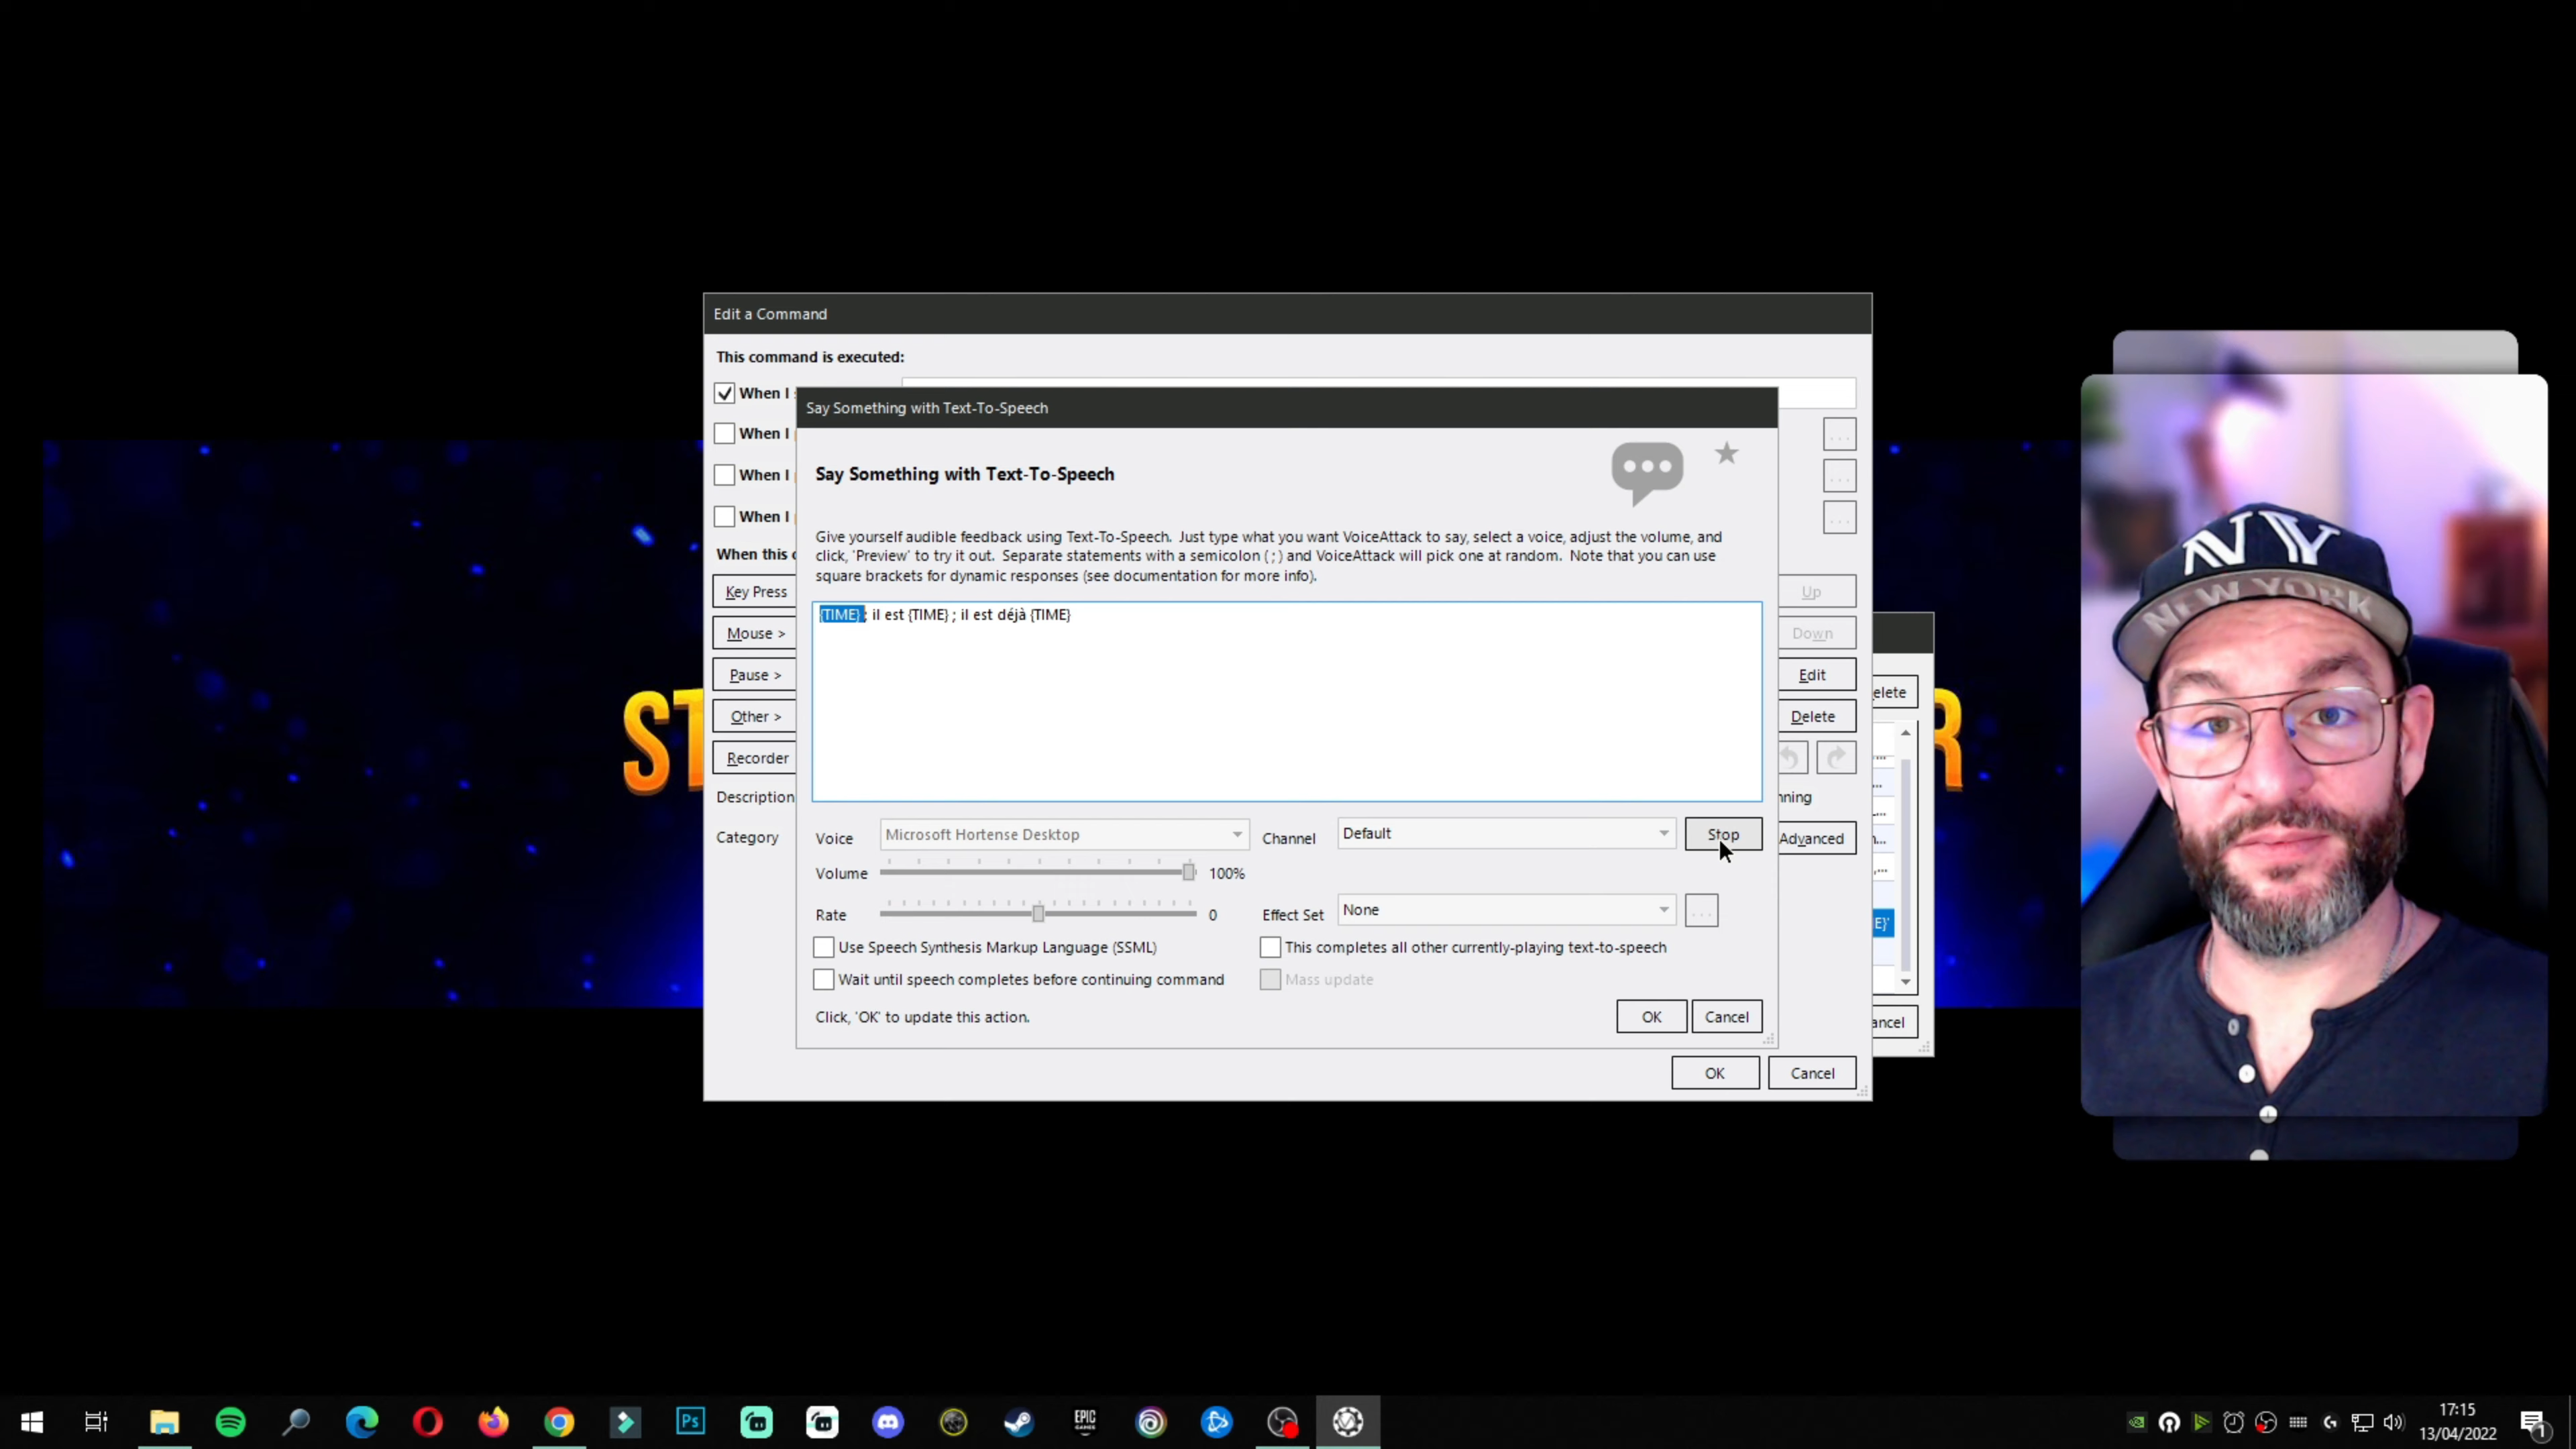 Edit a Command
This command is executed:
When I
Say Something with Text-To-Speech
When I
When I
Say Something with Text-To-Speech
When I
Give yourself audible feedback using Text-To-Speech. Just type what you want VoiceAttack to say, select a voice, adjust the volume, and
click, 'Preview' to try it out. Separate statements with a semicolon ( ; ) and VoiceAttack will pick one at random. Note that you can use
square brackets for dynamic responses (see documentation for more info).
When this
Key Press
Up
{TIME} ; il est {TIME} ; il est déjà {TIME}
Mouse >
Down
Pause >
Edit
Other >
Delete
Recorder
Description
Category
Voice
Microsoft Hortense Desktop
Channel
Default
Stop
Advanced
Volume
100%
Rate
0
Effect Set
None
...
Use Speech Synthesis Markup Language (SSML)
This completes all other currently-playing text-to-speech
Wait until speech completes before continuing command
Mass update
Click, 'OK' to update this action.
OK
Cancel
OK
Cancel
NY
NEW YORK
Ps
EPIC
GAMES
17:15
13/04/2022
1